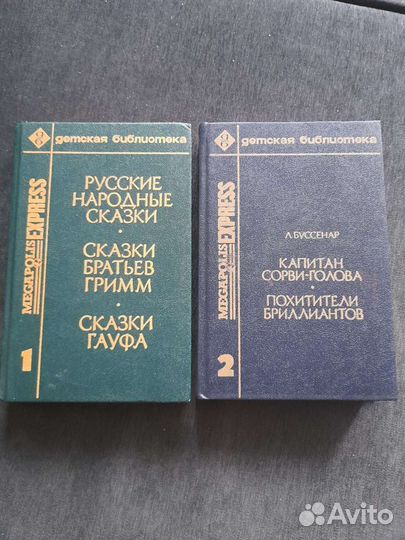 детская библиотека
MEGAPOLIS EXPRESS
РУССКИЕ
НАРОДНЫЕ
СКАЗКИ
•
СКАЗКИ
БРАТЬЕВ
ГРИММ
•
СКАЗКИ
ГАУФА
1
детская библиотека
MEGAPOLIS EXPRESS
Л.БУССЕНАР
КАПИТАН
СОРВИ-ГОЛОВА
•
ПОХИТИТЕЛИ
БРИЛЛИАНТОВ
2
Avito